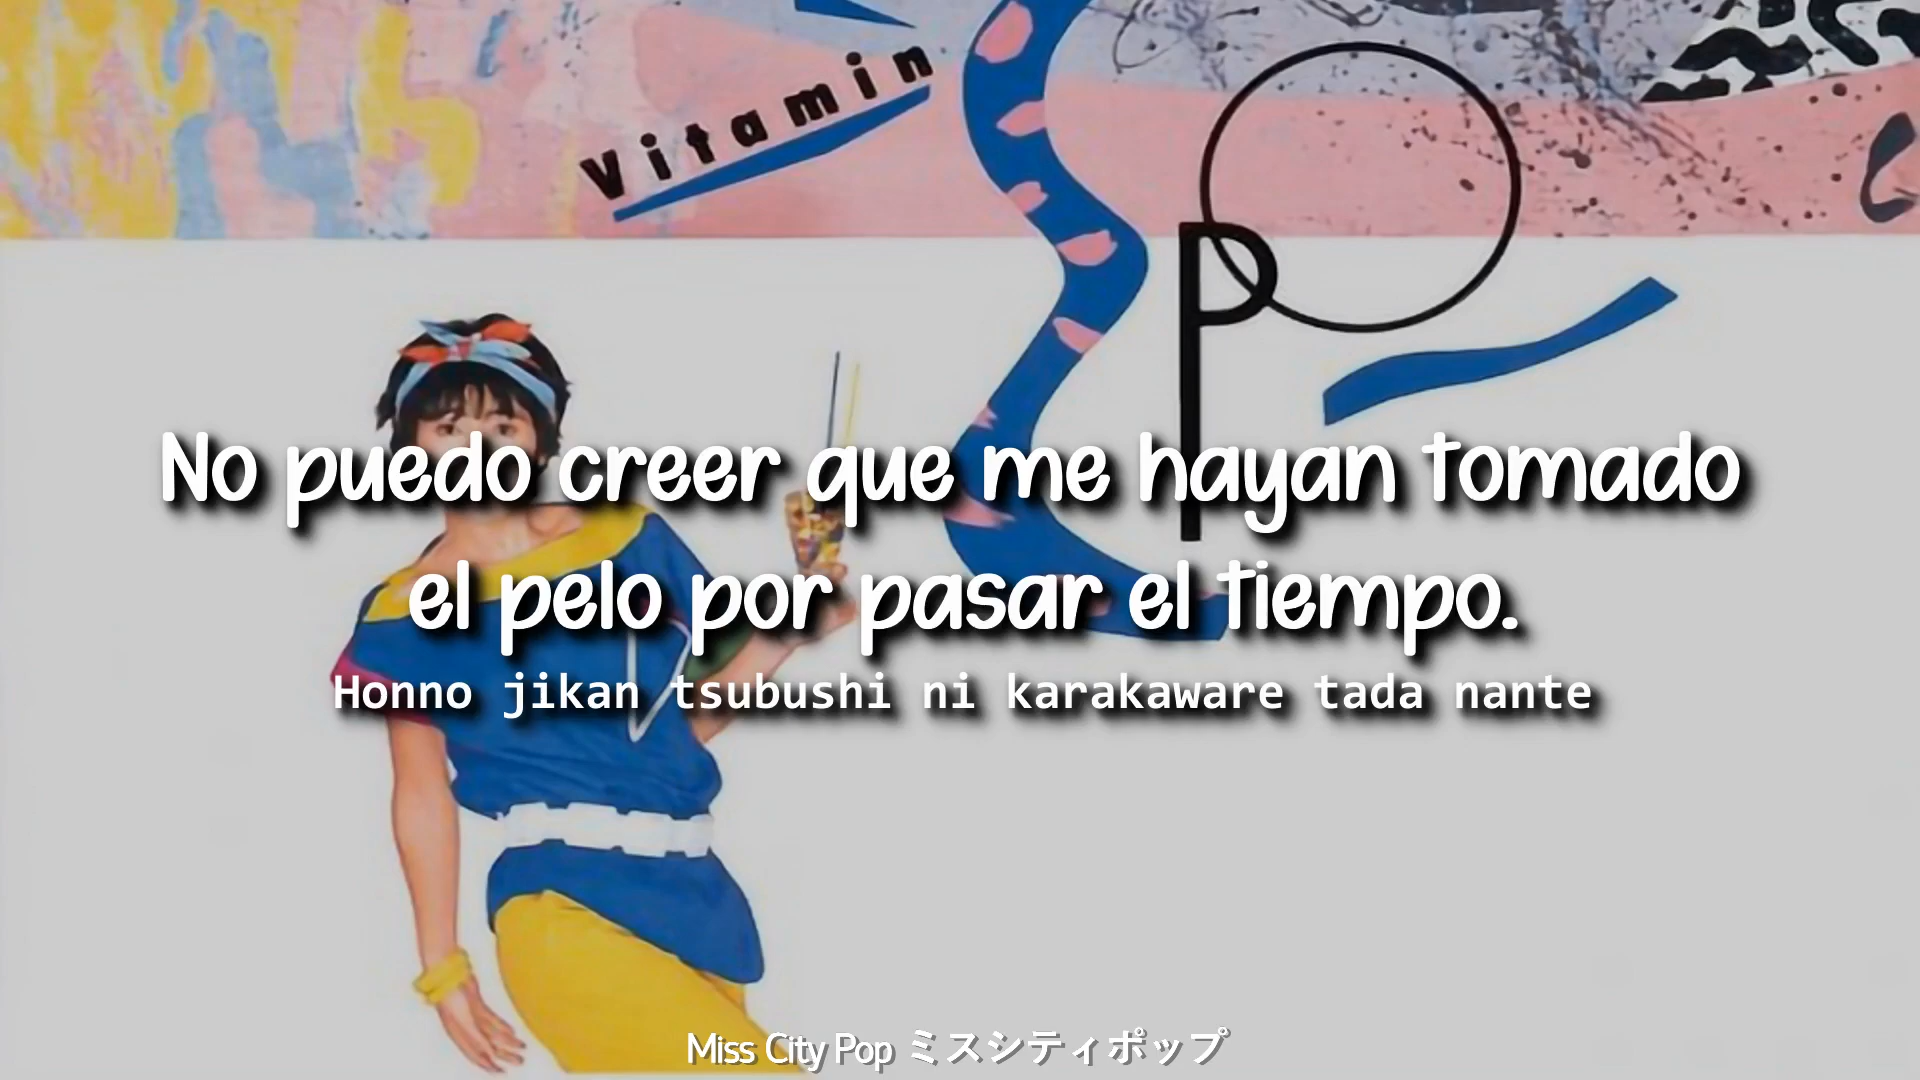 Vitamin
PO
No puedo creer que me hayan tomado
el pelo por pasar el tiempo.
Honno jikan tsubushi ni karakaware tada nante
Miss City Pop ミスシティポップ